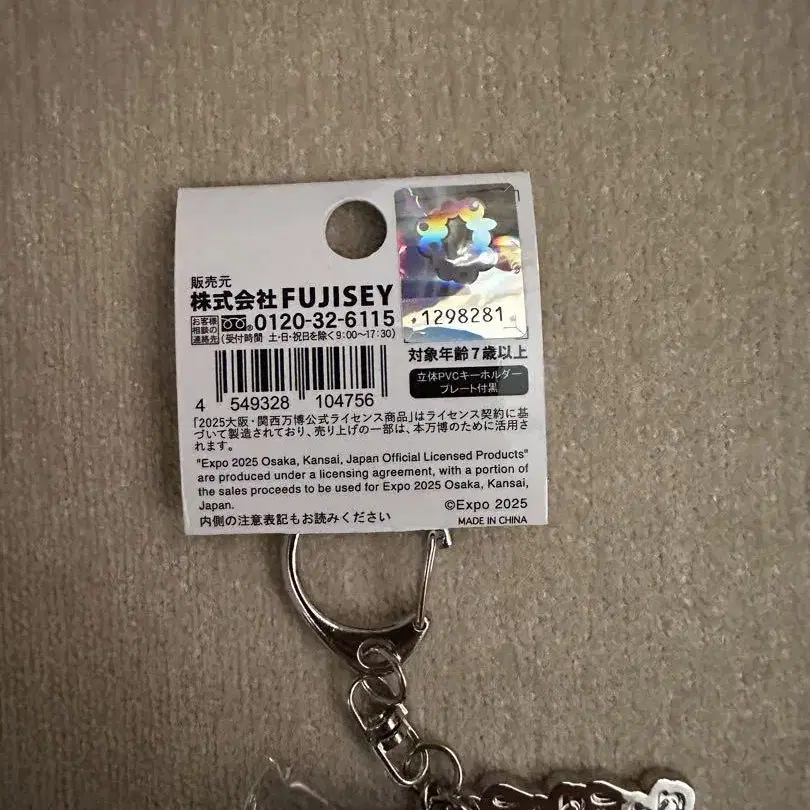 販売元
株式会社FUJISEY
お客様相談の連絡先 0120-32-6115
(受付時間 土・日・祝日を除く9:00～17:30)
1298281
対象年齢7歳以上
立体PVCキーホルダー
プレート付黒
4 549328 104756
「2025大阪・関西万博公式ライセンス商品」はライセンス契約に基
づいて製造されており、売り上げの一部は、本万博のために活用さ
れます。
"Expo 2025 Osaka, Kansai, Japan Official Licensed Products"
are produced under a licensing agreement, with a portion of
the sales proceeds to be used for Expo 2025 Osaka, Kansai,
Japan.
©Expo 2025
内側の注意表記もお読みください
MADE IN CHINA